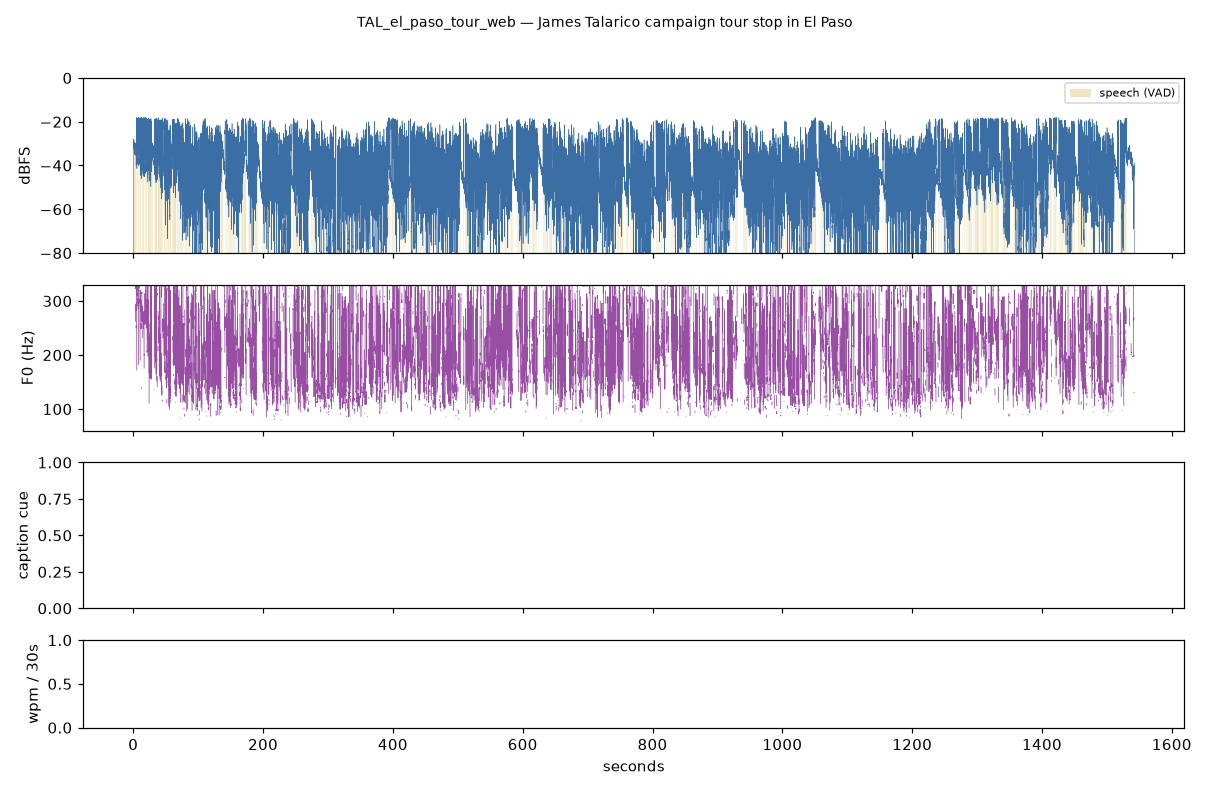 TAL_el_paso_tour_web — James Talarico campaign tour stop in El Paso
0
−20
−40
−60
−80
dBFS
speech (VAD)
300
200
100
F0 (Hz)
1.00
0.75
0.50
0.25
0.00
caption cue
1.0
0.5
0.0
wpm / 30s
0 200 400 600 800 1000 1200 1400 1600
seconds